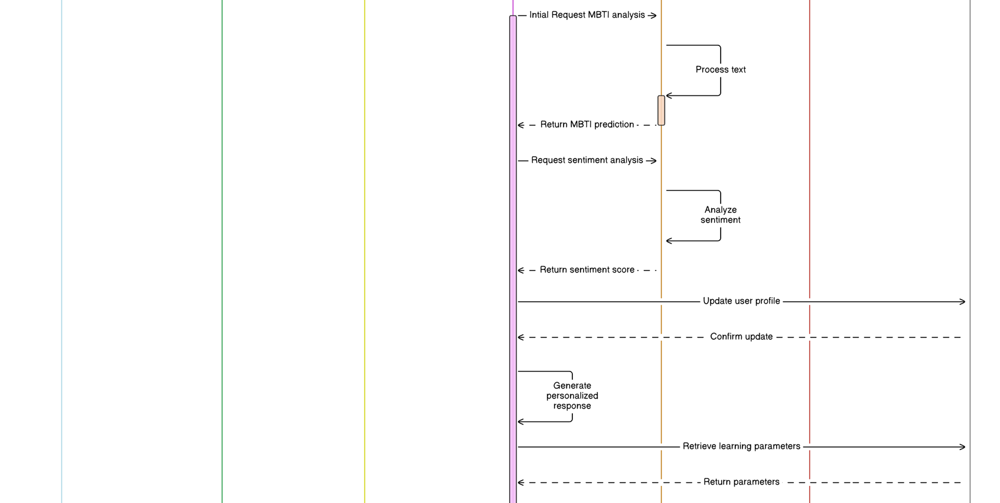 Intial Request MBTI analysis
Process text
Return MBTI prediction
Request sentiment analysis
Analyze
sentiment
Return sentiment score
Update user profile
Confirm update
Generate
personalized
response
Retrieve learning parameters
Return parameters